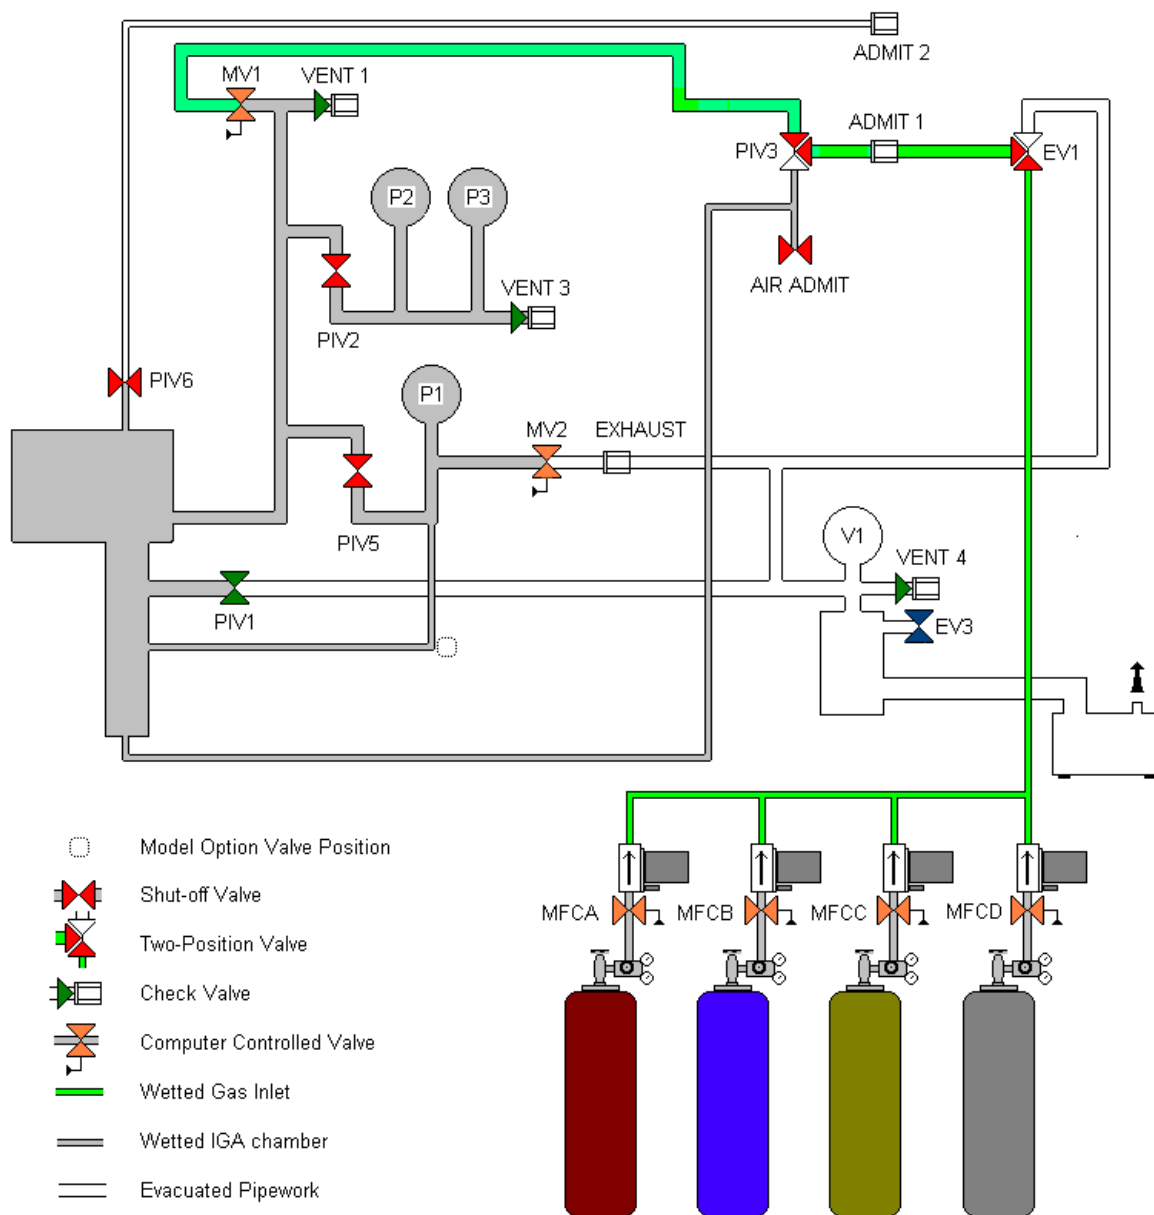 ADMIT 2
MV1
VENT 1
ADMIT 1
PIV3
EV1
P2
P3
AIR ADMIT
VENT 3
PIV2
PIV6
P1
MV2
EXHAUST
PIV5
V1
VENT 4
PIV1
EV3
Model Option Valve Position
Shut-off Valve
MFCA
MFCB
MFCC
MFCD
Two-Position Valve
Check Valve
Computer Controlled Valve
Wetted Gas Inlet
Wetted IGA chamber
Evacuated Pipework